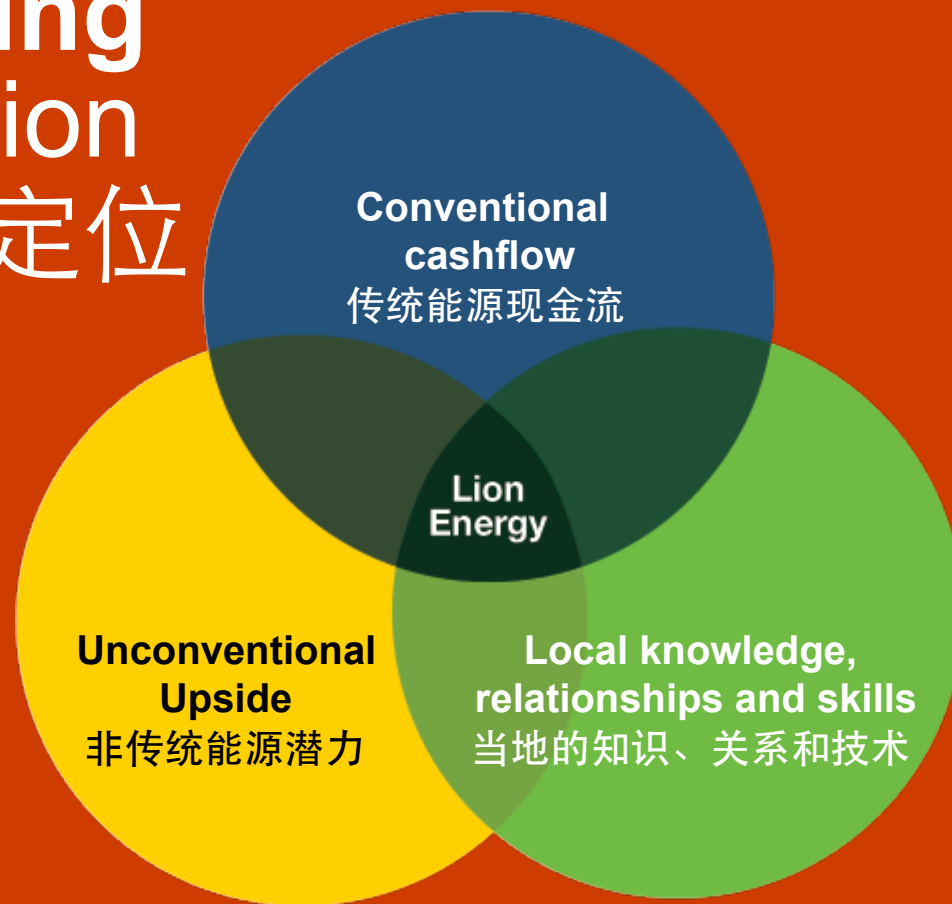 ing
ion
定位
Conventional
cashflow
传统能源现金流
Lion
Energy
Unconventional
Upside
非传统能源潜力
Local knowledge,
relationships and skills
当地的知识、关系和技术